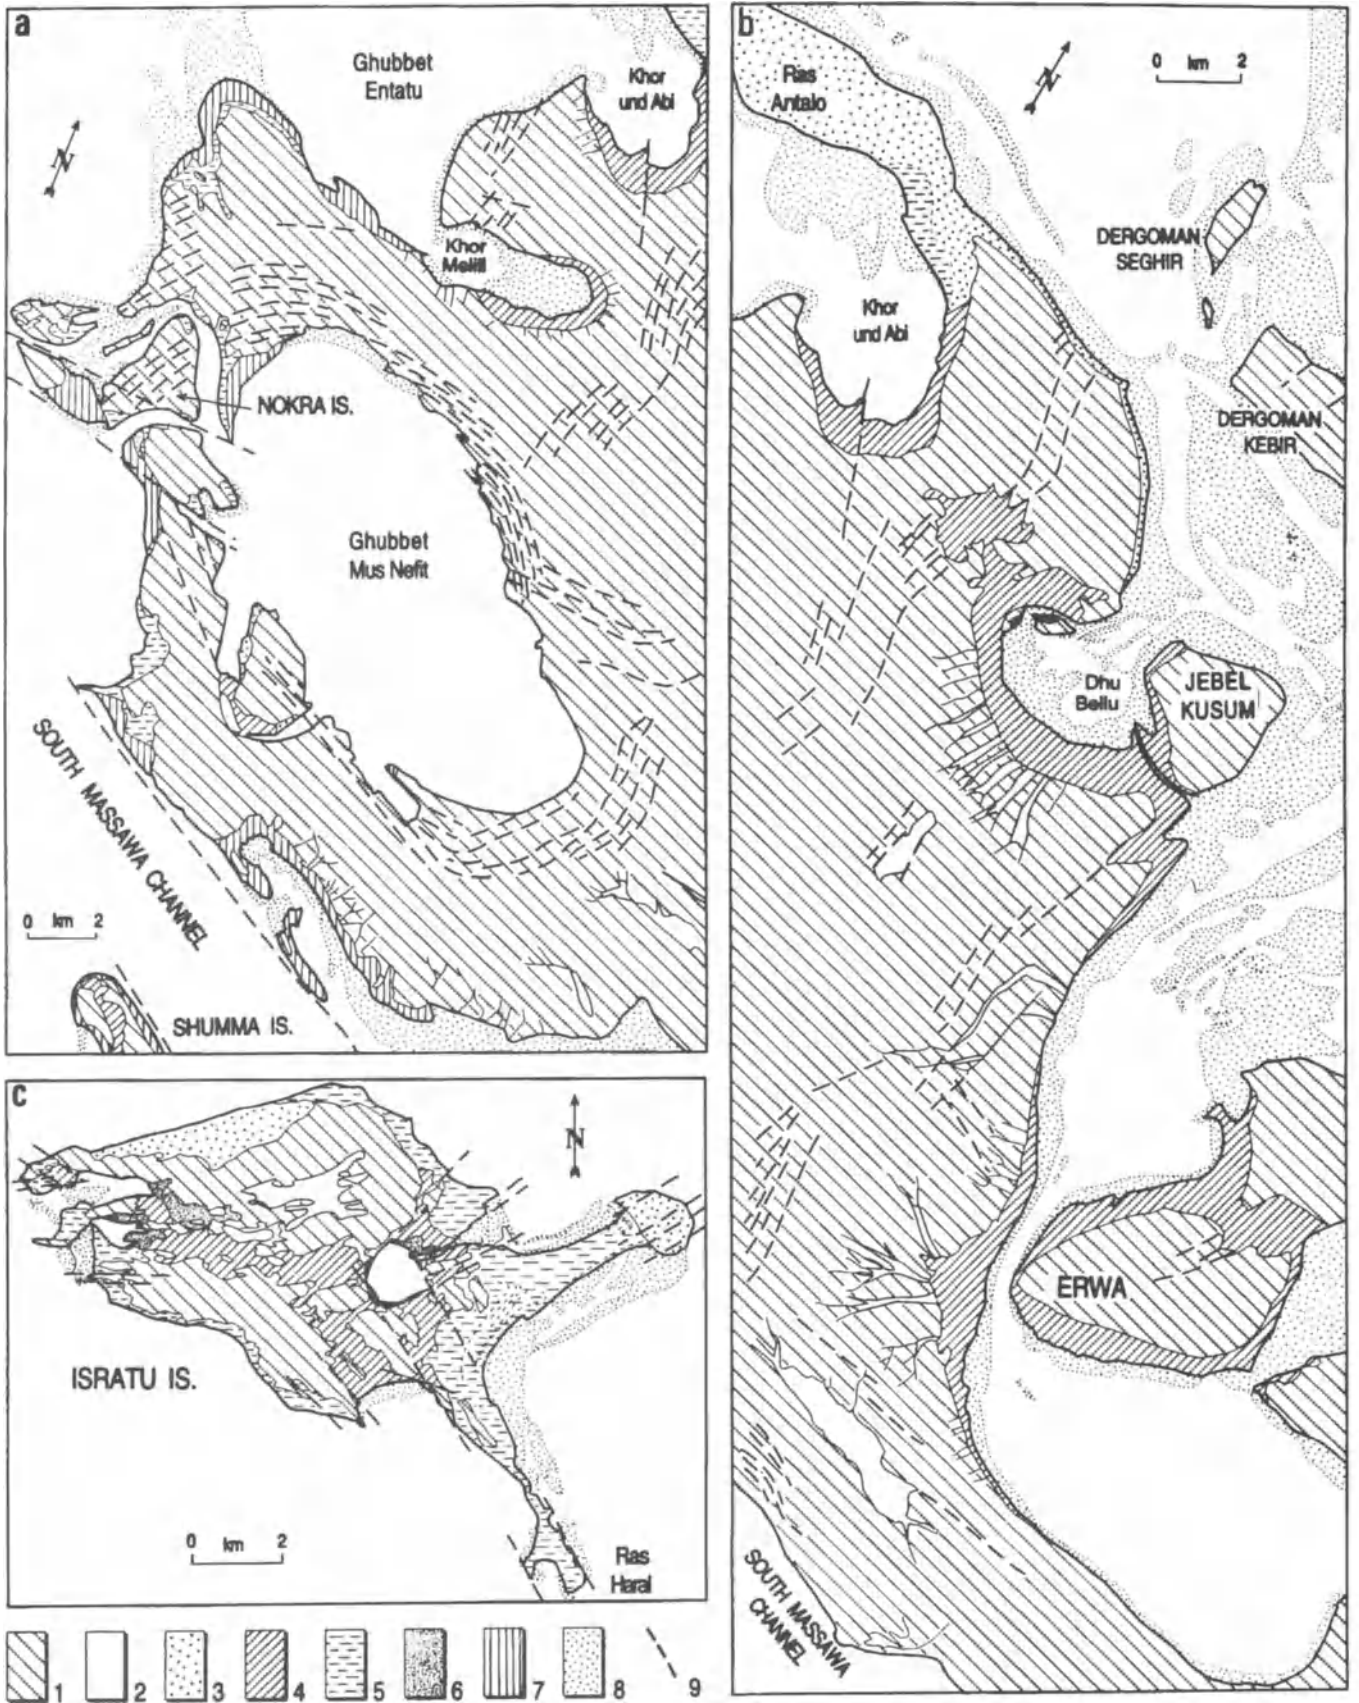 a
Ghubbet
Entatu
Khor
und Abi
N
Khor
Melill
NOKRA IS.
Ghubbet
Mus Nefit
SOUTH MASSAWA CHANNEL
0 km 2
SHUMMA IS.
b
Ras
Antalo
N
0 km 2
DERGOMAN
SEGHIR
Khor
und Abi
DERGOMAN
KEBIR
Dhu
Bellu
JEBEL
KUSUM
ERWA
SOUTH MASSAWA
CHANNEL
c
N
ISRATU IS.
0 km 2
Ras
Haral
1 2 3 4 5 6 7 8 9